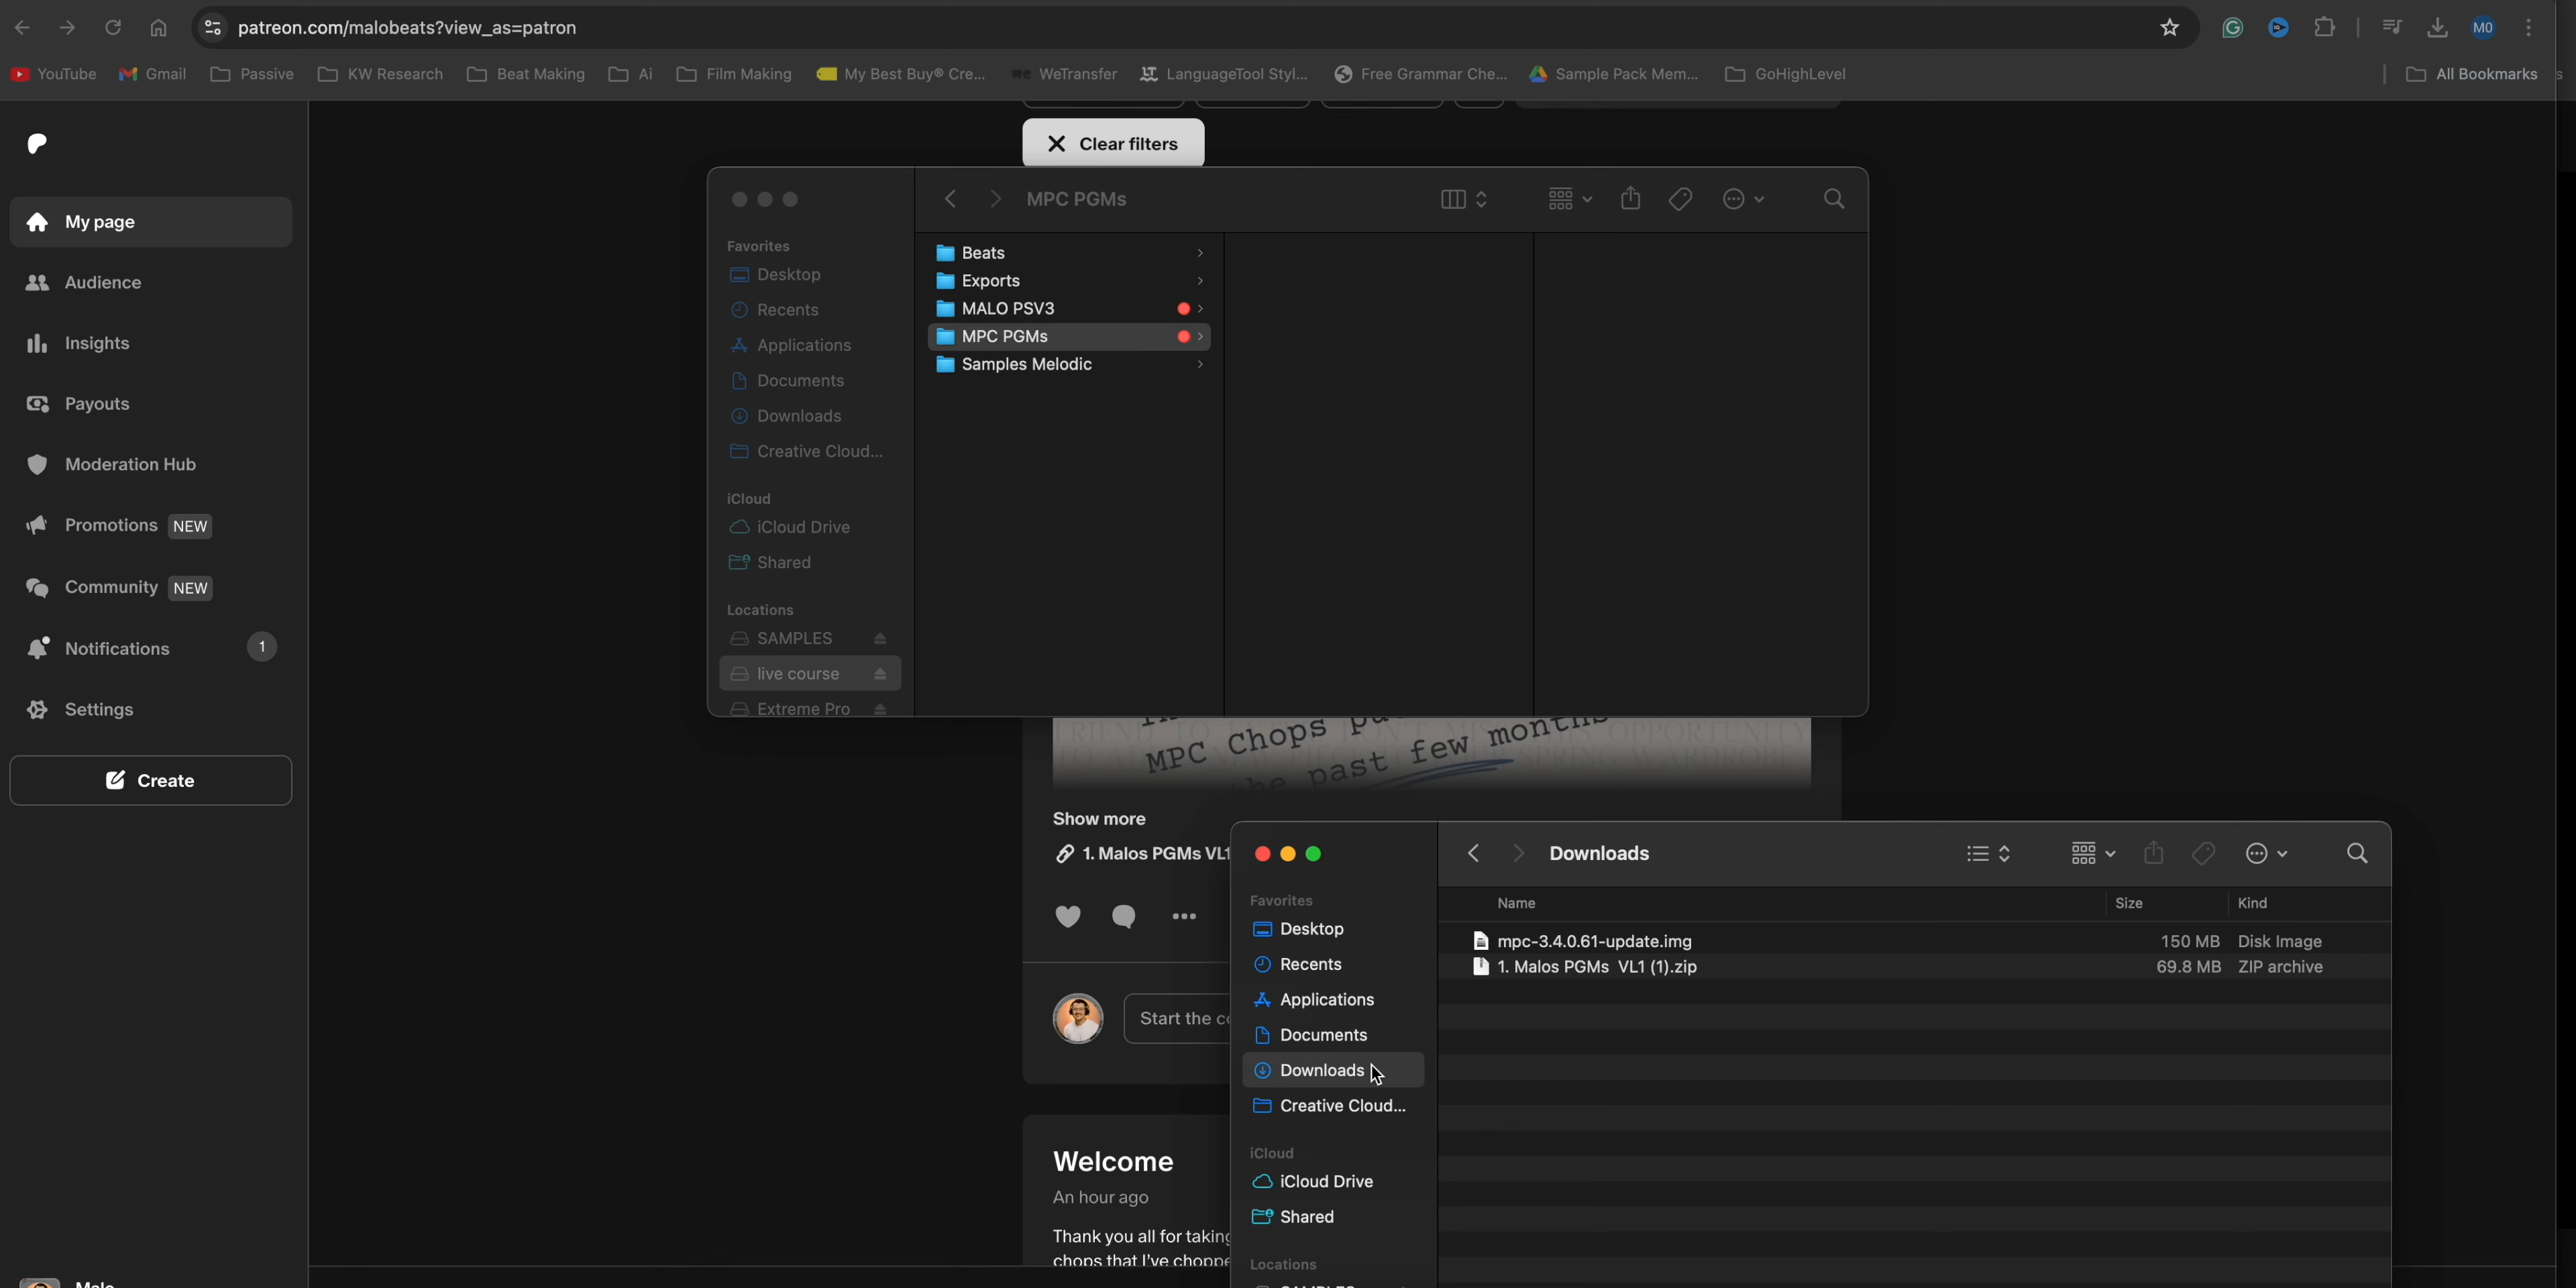 patreon.com/malobeats?view_as=patron
M0
YouTube
Gmail
Passive
KW Research
Beat Making
Ai
Film Making
My Best Buy® Cre...
WeTransfer
LanguageTool Styl...
Free Grammar Che...
Sample Pack Mem...
GoHighLevel
All Bookmarks
My page
Audience
Insights
Payouts
Moderation Hub
Promotions NEW
Community NEW
Notifications 1
Settings
Create
Clear filters
MPC PGMs
Favorites
Desktop
Recents
Applications
Documents
Downloads
Creative Cloud...
iCloud
iCloud Drive
Shared
Locations
SAMPLES
live course
Extreme Pro
Beats
Exports
MALO PSV3
MPC PGMs
Samples Melodic
MPC Chops
the past few months
Show more
1. Malos PGMs VL1
Start the
Welcome
An hour ago
Thank you all for taking
chops that I've choppe
Downloads
Favorites
Desktop
Recents
Applications
Documents
Downloads
Creative Cloud...
iCloud
iCloud Drive
Shared
Locations
Name Size Kind
mpc-3.4.0.61-update.img 150 MB Disk Image
1. Malos PGMs VL1 (1).zip 69.8 MB ZIP archive